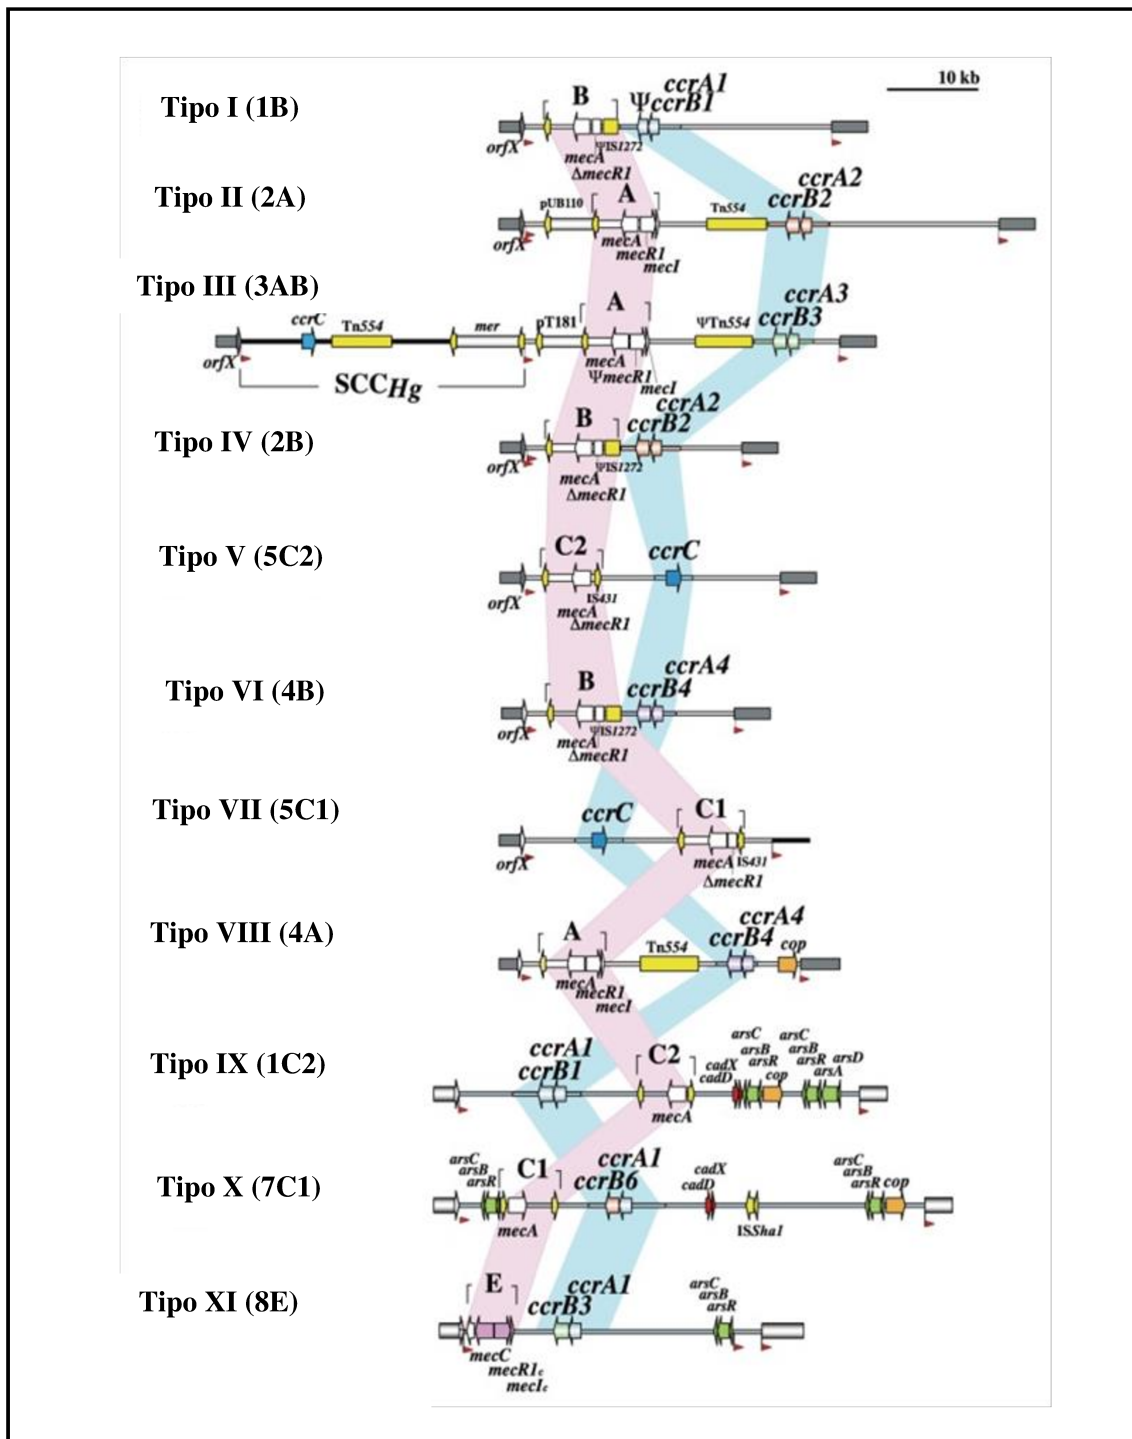 10 kb
Tipo I (1B)
B
ccrA1
ΨccrB1
orfX
ΨIS1272
mecA
ΔmecR1
Tipo II (2A)
pUB110
A
Tn554
ccrA2
ccrB2
orfX
mecA
mecR1
mecI
Tipo III (3AB)
ccrC
Tn554
mer
pT181
A
ΨTn554
ccrA3
ccrB3
orfX
SCCHg
mecA
ΨmecR1
mecI
Tipo IV (2B)
B
ccrA2
ccrB2
orfX
ΨIS1272
mecA
ΔmecR1
Tipo V (5C2)
C2
ccrC
orfX
IS431
mecA
ΔmecR1
Tipo VI (4B)
B
ccrA4
ccrB4
orfX
ΨIS1272
mecA
ΔmecR1
Tipo VII (5C1)
ccrC
C1
orfX
mecA
IS431
ΔmecR1
Tipo VIII (4A)
A
Tn554
ccrA4
ccrB4
cop
orfX
mecA
mecR1
mecI
Tipo IX (1C2)
ccrA1
ccrB1
C2
cadX
cadD
arsC
arsB
arsR
cop
arsC
arsB
arsR
arsD
arsA
mecA
Tipo X (7C1)
arsC
arsB
arsR
C1
ccrA1
ccrB6
cadX
cadD
arsC
arsB
arsR
cop
mecA
ISSha1
Tipo XI (8E)
E
ccrA1
ccrB3
arsC
arsB
arsR
mecC
mecR1c
mecIc